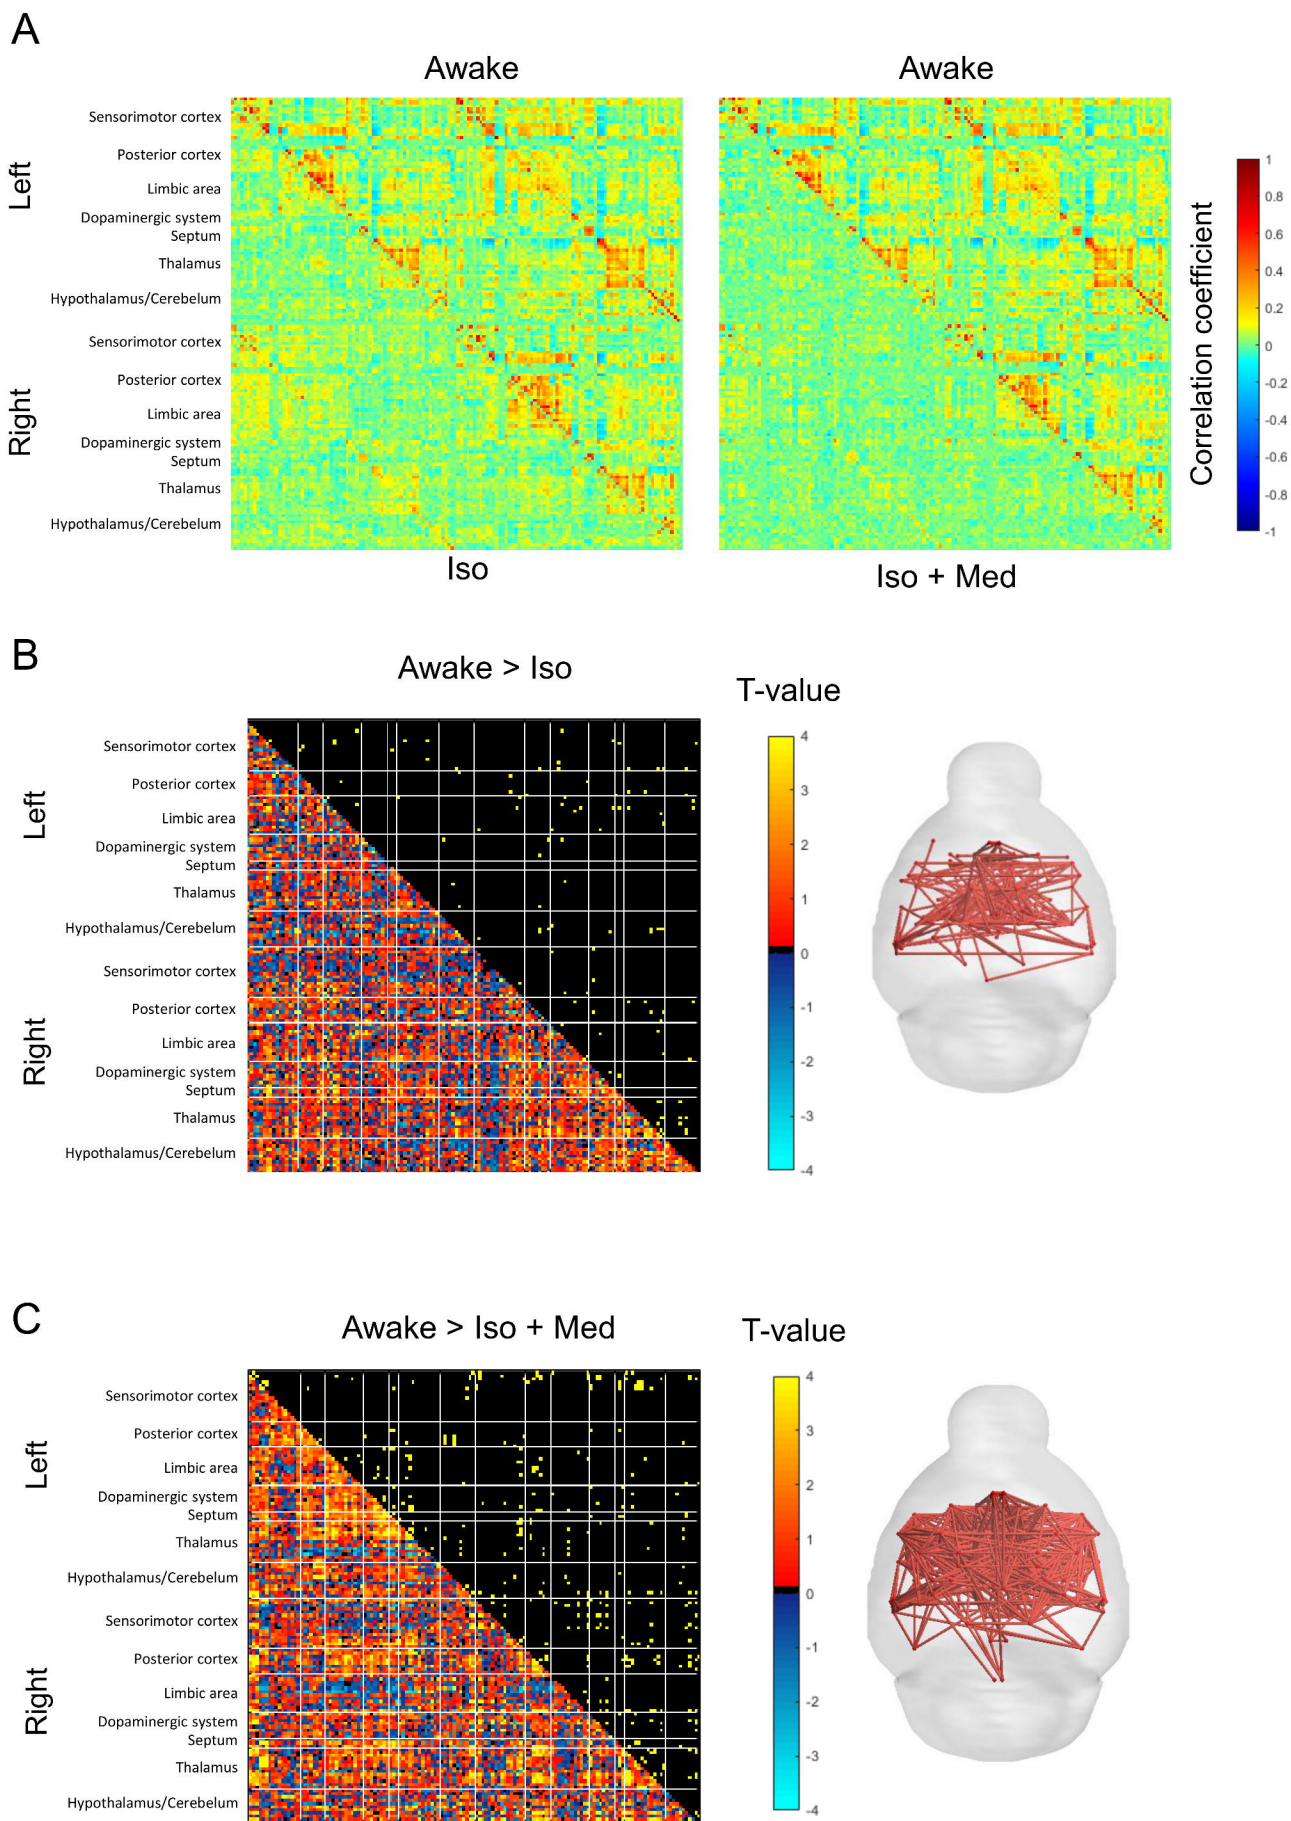 A
Awake
Awake
Left
Sensorimotor cortex
Posterior cortex
Limbic area
Dopaminergic system
Septum
Thalamus
Hypothalamus/Cerebelum
Right
Sensorimotor cortex
Posterior cortex
Limbic area
Dopaminergic system
Septum
Thalamus
Hypothalamus/Cerebelum
Iso
Iso + Med
Correlation coefficient
1
0.8
0.6
0.4
0.2
0
-0.2
-0.4
-0.6
-0.8
-1
B
Awake > Iso
T-value
Left
Sensorimotor cortex
Posterior cortex
Limbic area
Dopaminergic system
Septum
Thalamus
Hypothalamus/Cerebelum
Right
Sensorimotor cortex
Posterior cortex
Limbic area
Dopaminergic system
Septum
Thalamus
Hypothalamus/Cerebelum
4
3
2
1
0
-1
-2
-3
-4
C
Awake > Iso + Med
T-value
Left
Sensorimotor cortex
Posterior cortex
Limbic area
Dopaminergic system
Septum
Thalamus
Hypothalamus/Cerebelum
Right
Sensorimotor cortex
Posterior cortex
Limbic area
Dopaminergic system
Septum
Thalamus
Hypothalamus/Cerebelum
4
3
2
1
0
-1
-2
-3
-4